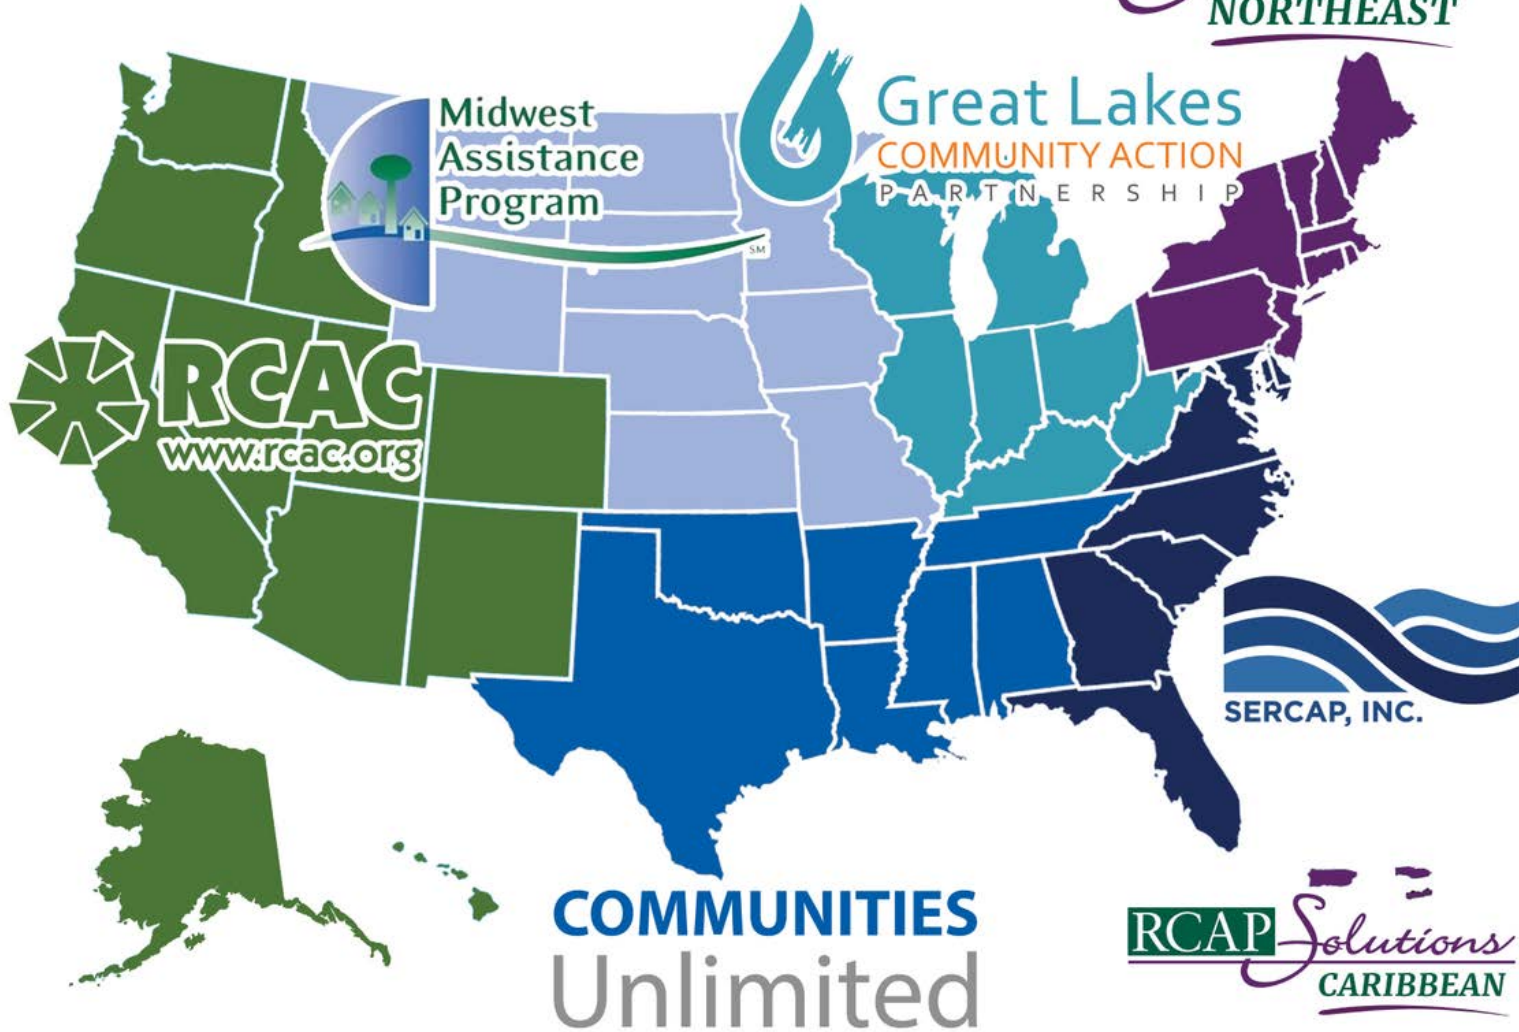 NORTHEAST
Midwest
Assistance
Program
SM
Great Lakes
COMMUNITY ACTION
PARTNERSHIP
RCAC
www.rcac.org
SERCAP, INC.
COMMUNITIES
Unlimited
RCAP Solutions
CARIBBEAN